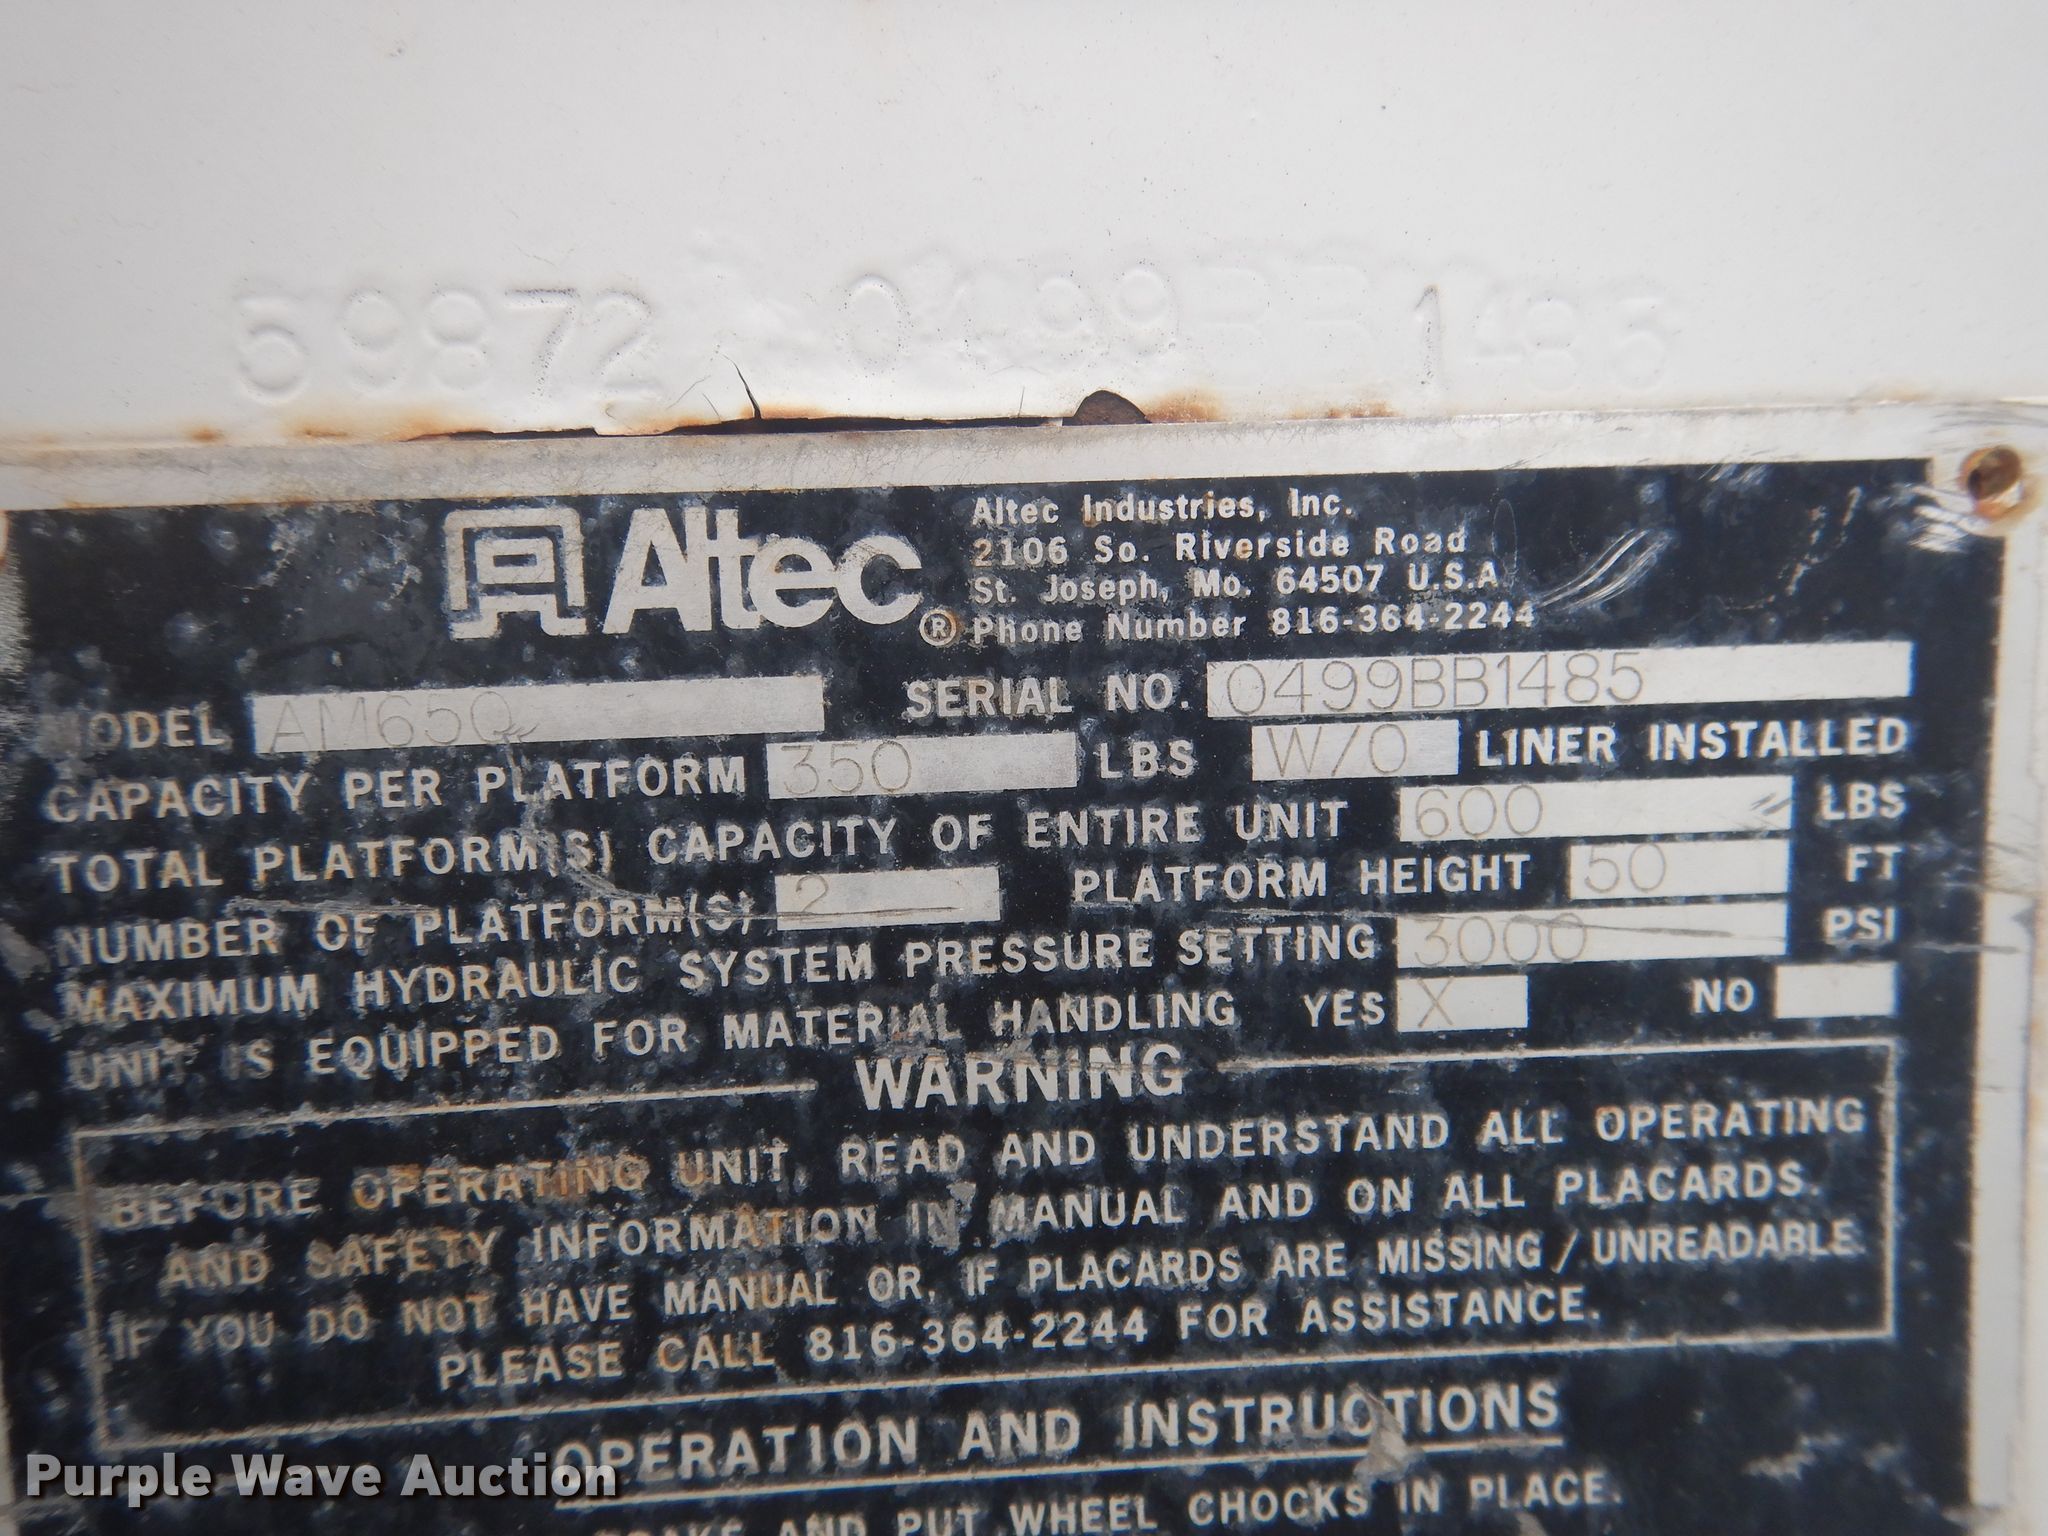 59872 0499BB1485
Altec®
Altec Industries, Inc.
2106 So. Riverside Road
St. Joseph, Mo. 64507 U.S.A.
Phone Number 816-364-2244
MODEL AM650 SERIAL NO. 0499BB1485
CAPACITY PER PLATFORM 350 LBS W/O LINER INSTALLED
TOTAL PLATFORM(S) CAPACITY OF ENTIRE UNIT 600 LBS
NUMBER OF PLATFORM(S) 2 PLATFORM HEIGHT 50 FT
MAXIMUM HYDRAULIC SYSTEM PRESSURE SETTING 3000 PSI
UNIT IS EQUIPPED FOR MATERIAL HANDLING YES X NO
WARNING
BEFORE OPERATING UNIT, READ AND UNDERSTAND ALL OPERATING
AND SAFETY INFORMATION IN MANUAL AND ON ALL PLACARDS.
IF YOU DO NOT HAVE MANUAL OR, IF PLACARDS ARE MISSING/UNREADABLE
PLEASE CALL 816-364-2244 FOR ASSISTANCE.
OPERATION AND INSTRUCTIONS
AND PUT WHEEL CHOCKS IN PLACE.
Purple Wave Auction